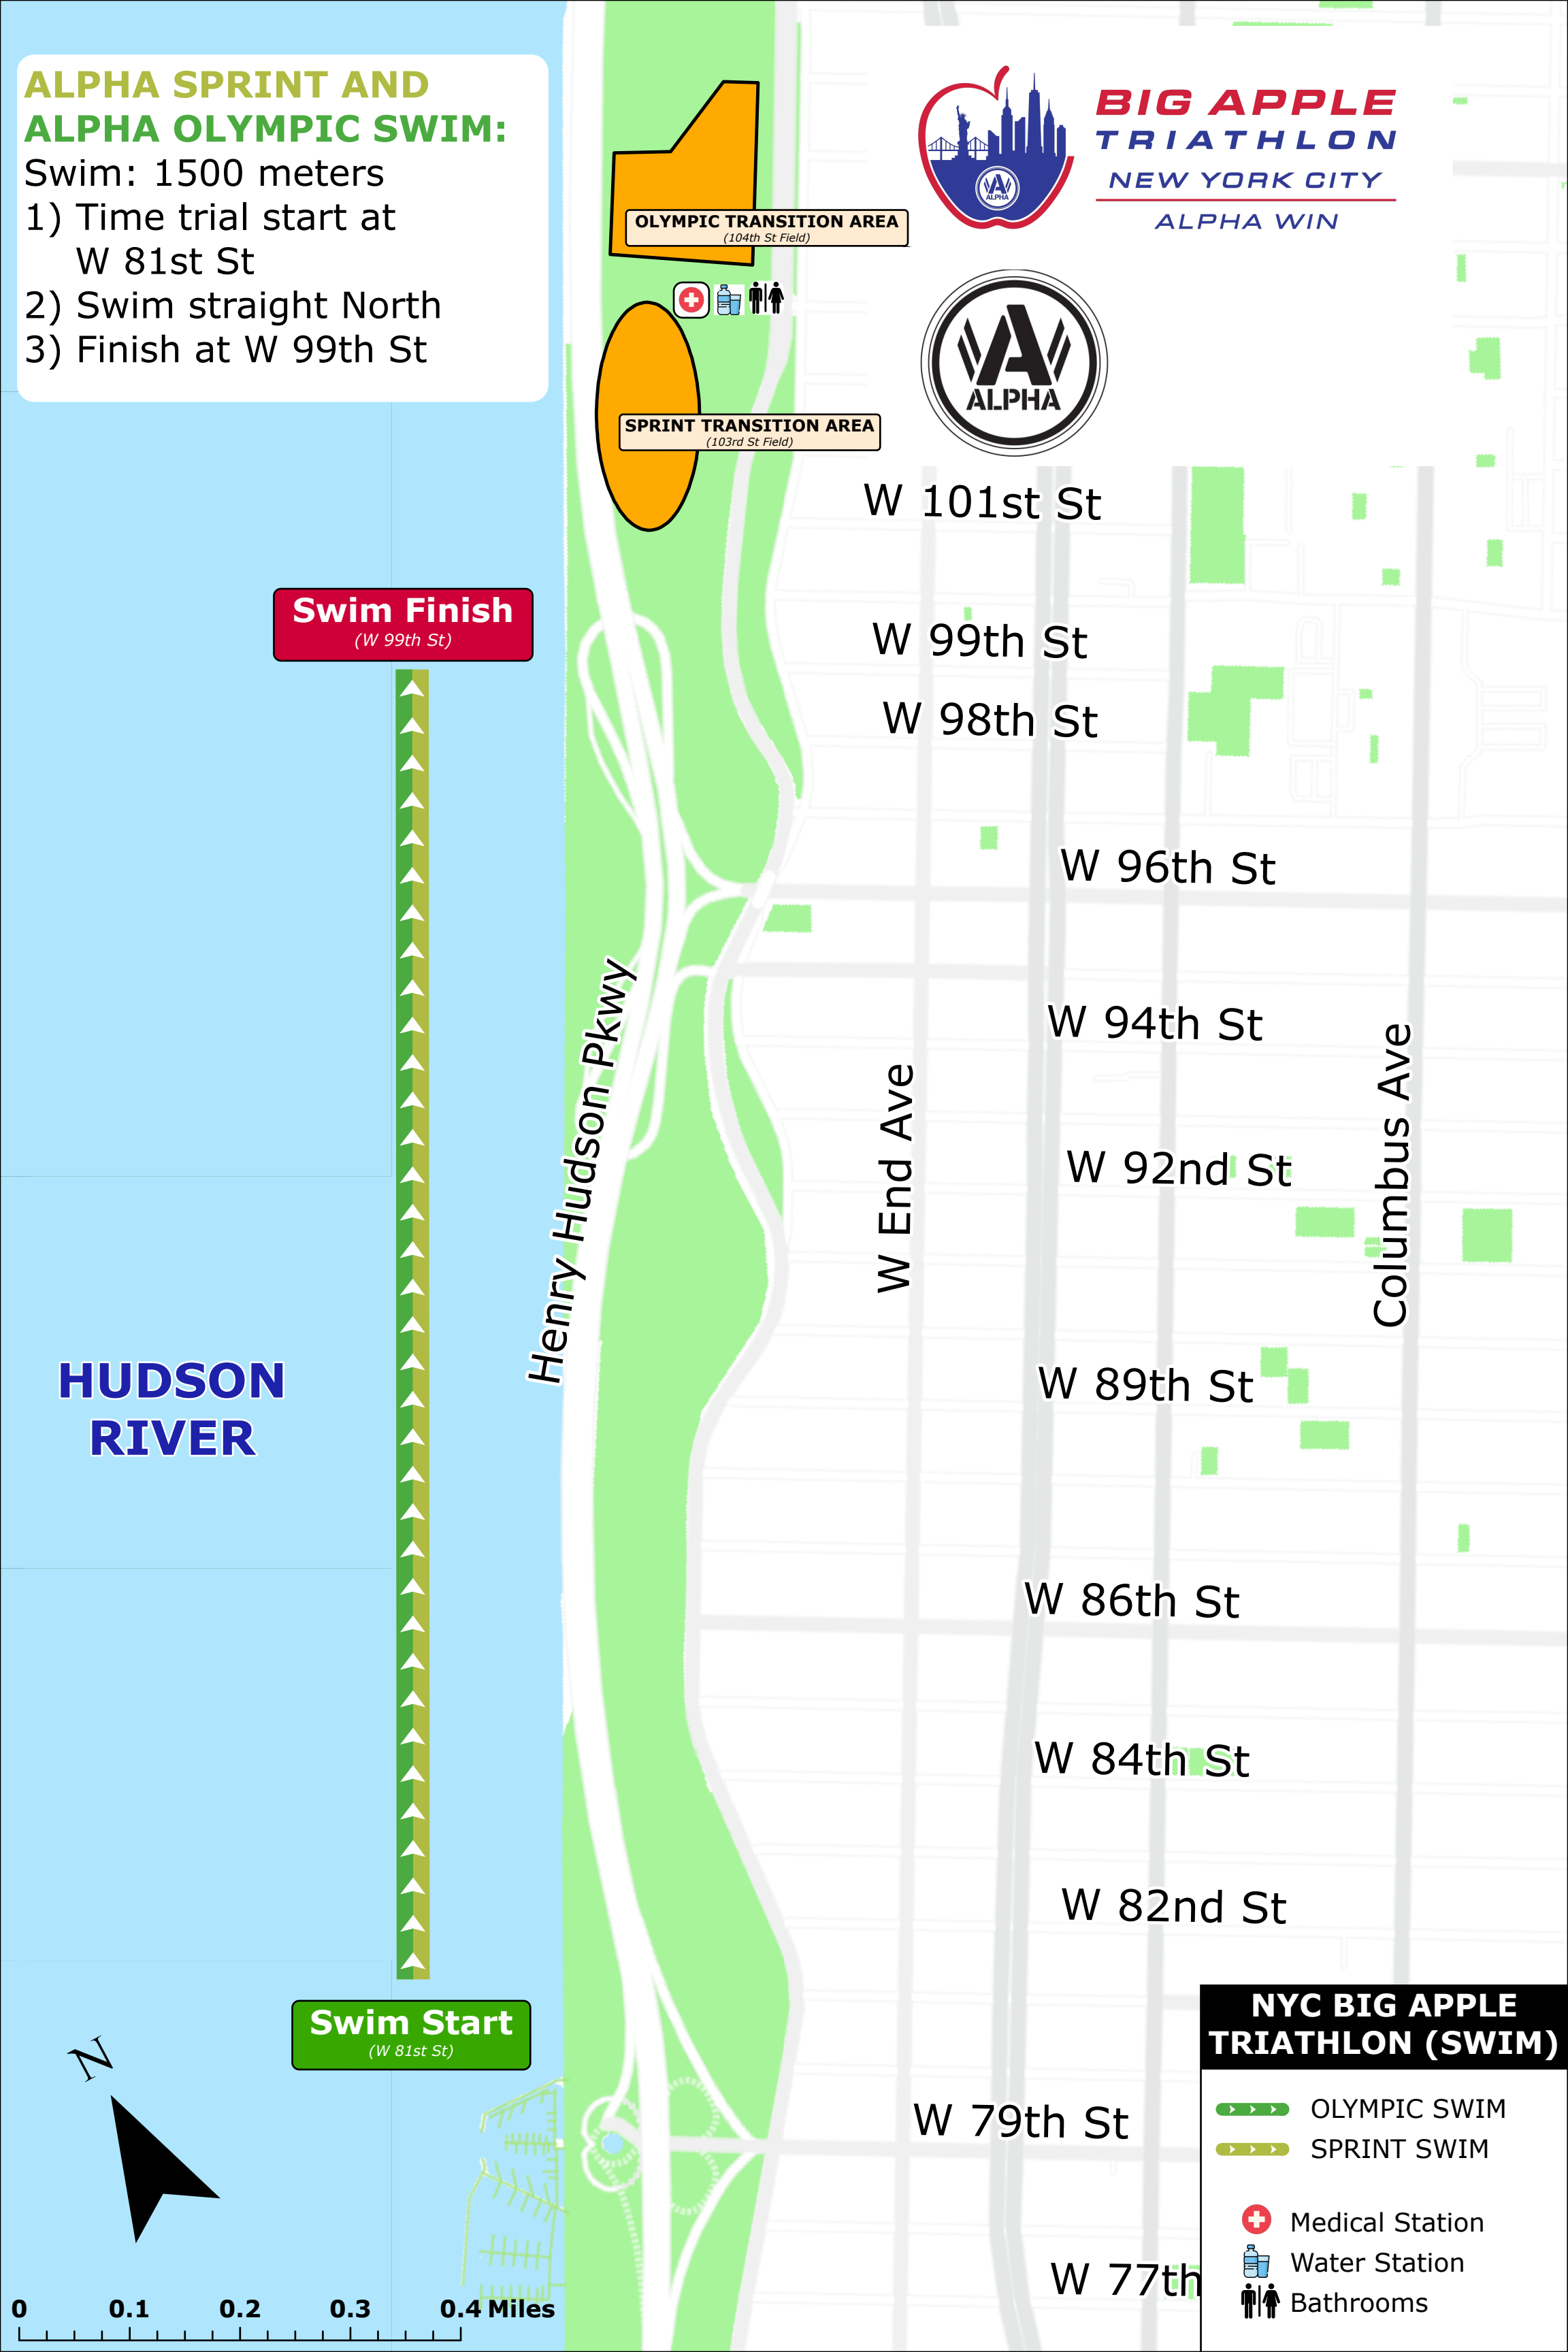 ALPHA SPRINT AND
ALPHA OLYMPIC SWIM:
Swim: 1500 meters
1) Time trial start at
W 81st St
2) Swim straight North
3) Finish at W 99th St
BIG APPLE
TRIATHLON
NEW YORK CITY
ALPHA WIN
A
ALPHA
OLYMPIC TRANSITION AREA
(104th St Field)
A
ALPHA
SPRINT TRANSITION AREA
(103rd St Field)
W 101st St
Swim Finish
(W 99th St)
W 99th St
W 98th St
W 96th St
Henry Hudson Pkwy
W 94th St
W End Ave
Columbus Ave
W 92nd St
HUDSON
RIVER
W 89th St
W 86th St
W 84th St
W 82nd St
Swim Start
(W 81st St)
N
W 79th St
W 77th
NYC BIG APPLE
TRIATHLON (SWIM)
OLYMPIC SWIM
SPRINT SWIM
Medical Station
Water Station
Bathrooms
0 0.1 0.2 0.3 0.4 Miles